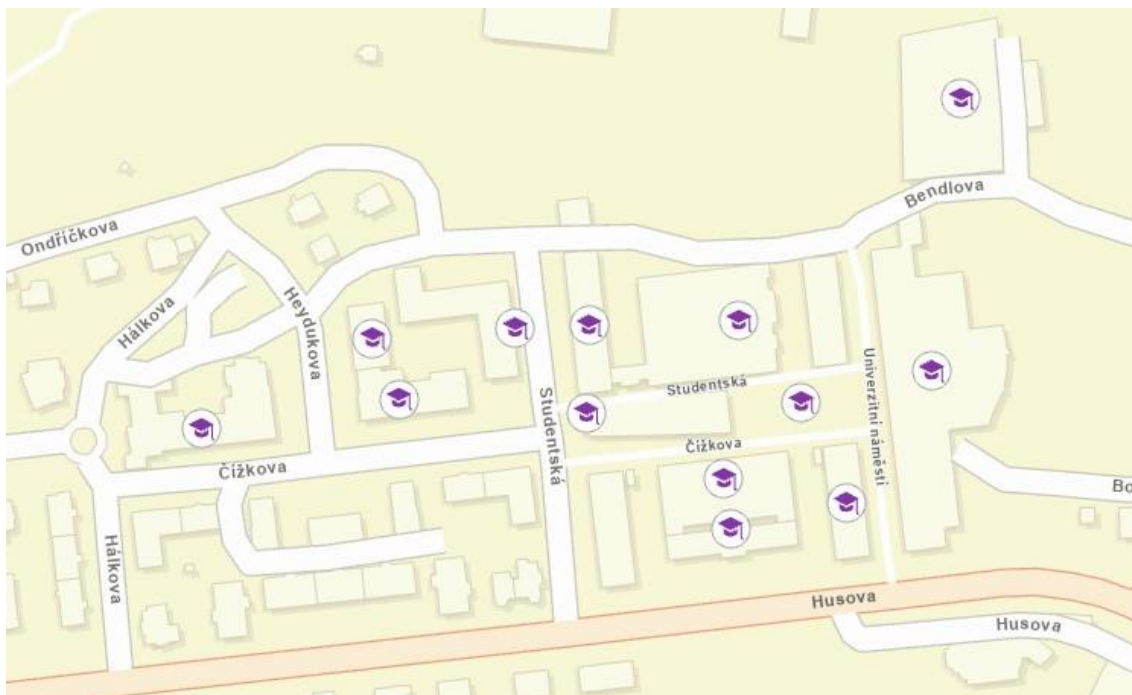 Bendlova
Ondříčkova
Hálkova
Heydukova
Studentská
Studentská
Univerzitní náměstí
Čížkova
Čížkova
Hálkova
Bo
Husova
Husova